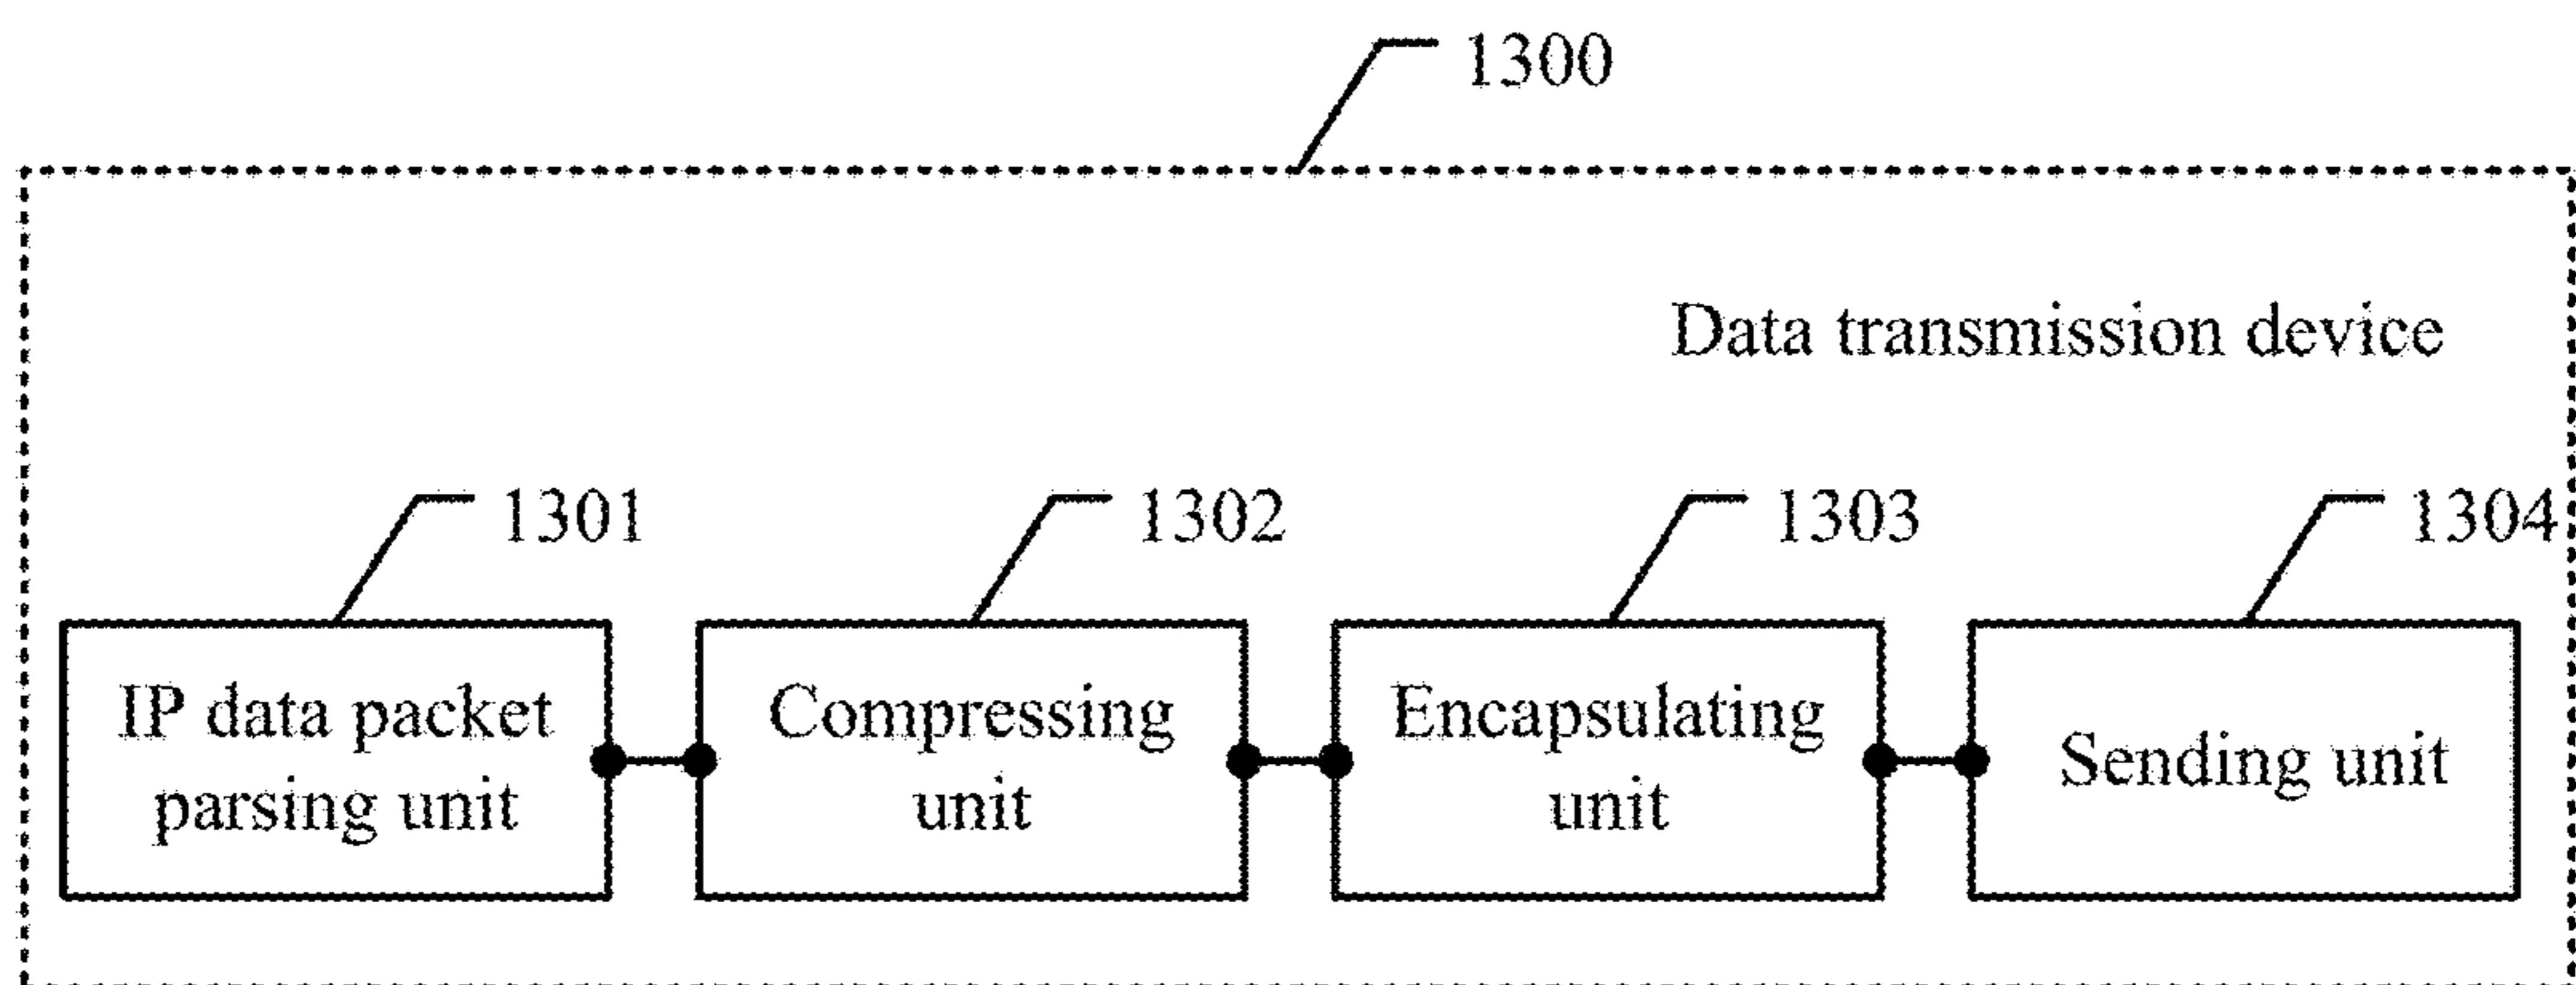 1300
Data transmission device
1301
1302
1303
1304
IP data packet
parsing unit
Compressing
unit
Encapsulating
unit
Sending unit